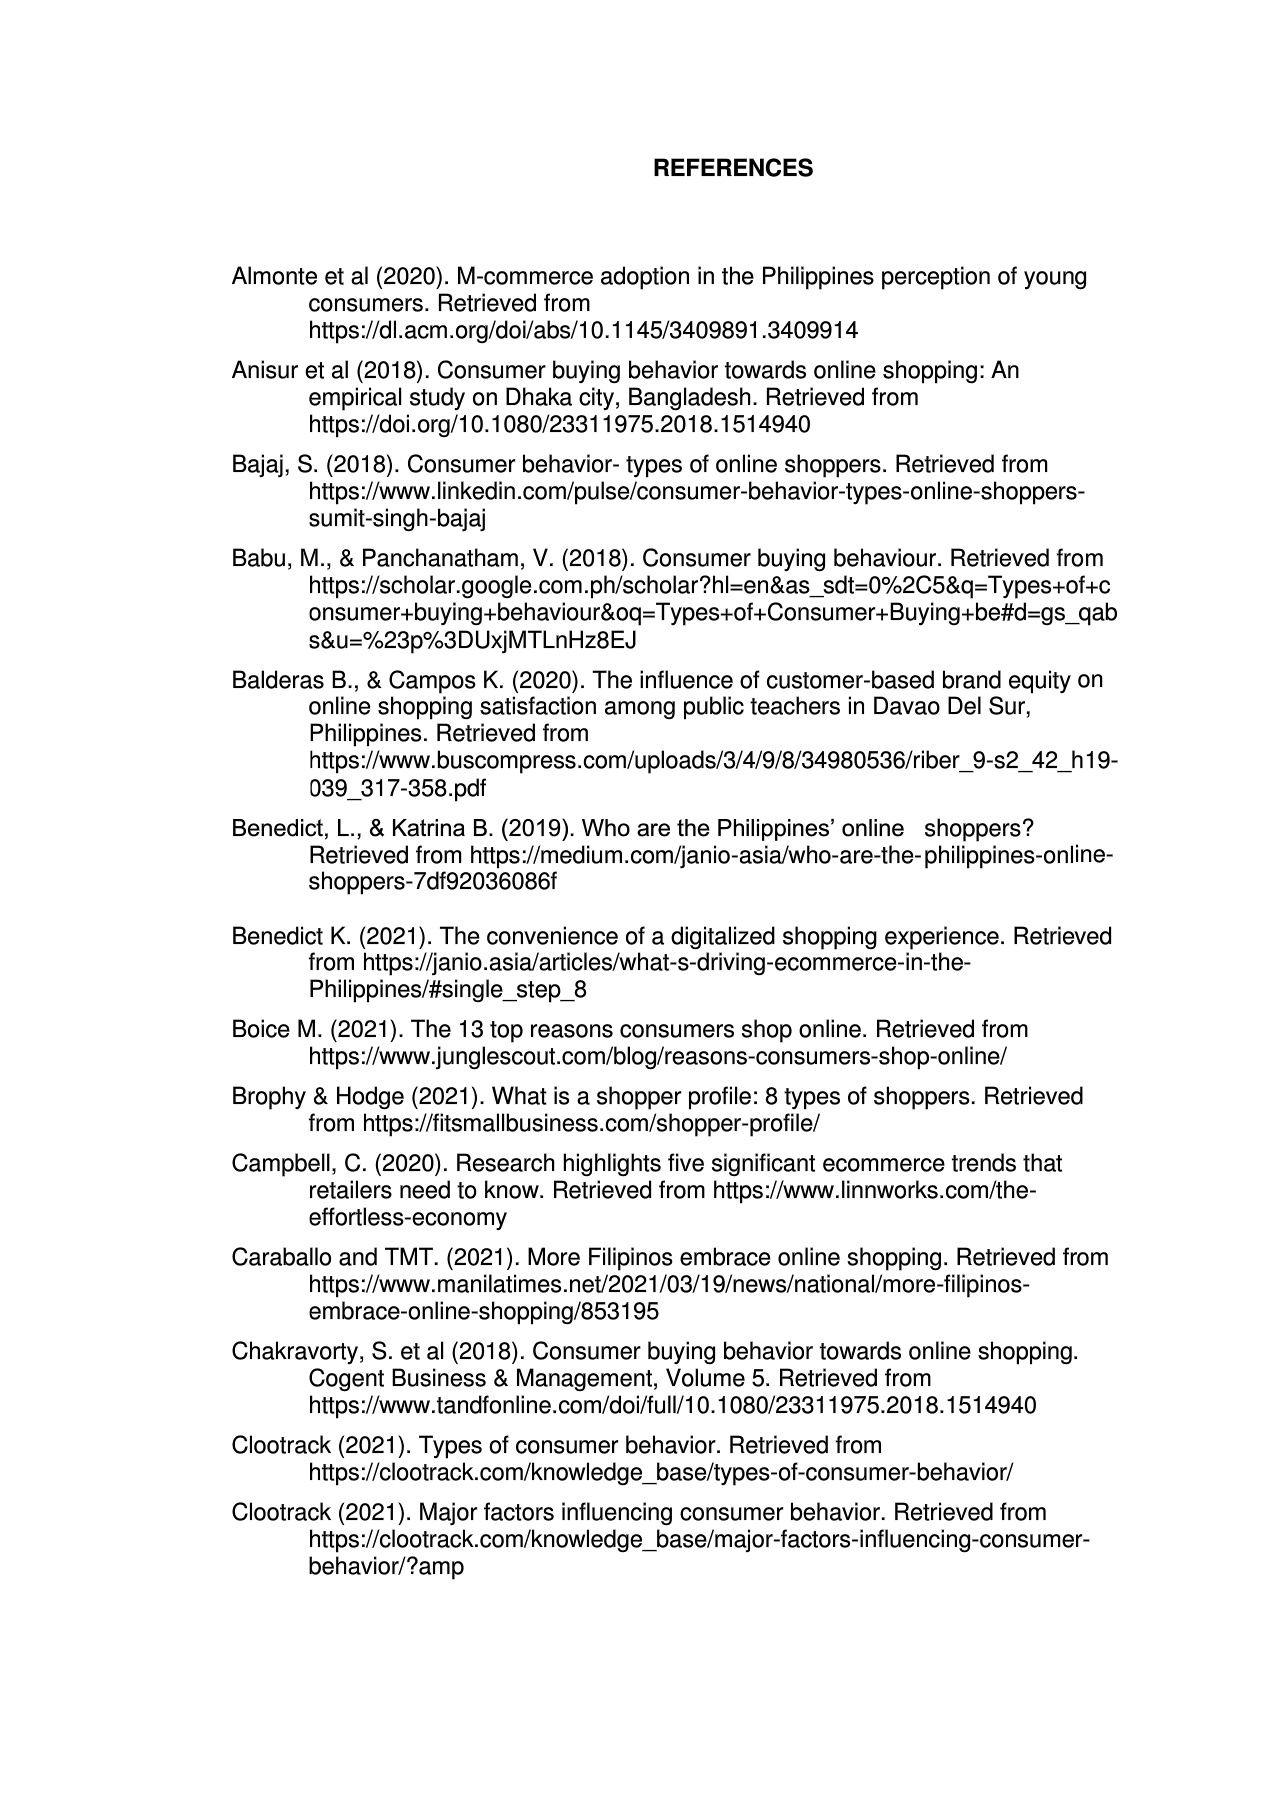 REFERENCES
Almonte et al (2020). M-commerce adoption in the Philippines perception of young
consumers. Retrieved from
https://dl.acm.org/doi/abs/10.1145/3409891.3409914
Anisur et al (2018). Consumer buying behavior towards online shopping: An
empirical study on Dhaka city, Bangladesh. Retrieved from
https://doi.org/10.1080/23311975.2018.1514940
Bajaj, S. (2018). Consumer behavior- types of online shoppers. Retrieved from
https://www.linkedin.com/pulse/consumer-behavior-types-online-shoppers-
sumit-singh-bajaj
Babu, M., & Panchanatham, V. (2018). Consumer buying behaviour. Retrieved from
https://scholar.google.com.ph/scholar?hl=en&as_sdt=0%2C5&q=Types+of+c
onsumer+buying+behaviour&oq=Types+of+Consumer+Buying+be#d=gs_qab
s&u=%23p%3DUxjMTLnHz8EJ
Balderas B., & Campos K. (2020). The influence of customer-based brand equity on
online shopping satisfaction among public teachers in Davao Del Sur,
Philippines. Retrieved from
https://www.buscompress.com/uploads/3/4/9/8/34980536/riber_9-s2_42_h19-
039_317-358.pdf
Benedict, L., & Katrina B. (2019). Who are the Philippines’ online shoppers?
Retrieved from https://medium.com/janio-asia/who-are-the-philippines-online-
shoppers-7df92036086f
Benedict K. (2021). The convenience of a digitalized shopping experience. Retrieved
from https://janio.asia/articles/what-s-driving-ecommerce-in-the-
Philippines/#single_step_8
Boice M. (2021). The 13 top reasons consumers shop online. Retrieved from
https://www.junglescout.com/blog/reasons-consumers-shop-online/
Brophy & Hodge (2021). What is a shopper profile: 8 types of shoppers. Retrieved
from https://fitsmallbusiness.com/shopper-profile/
Campbell, C. (2020). Research highlights five significant ecommerce trends that
retailers need to know. Retrieved from https://www.linnworks.com/the-
effortless-economy
Caraballo and TMT. (2021). More Filipinos embrace online shopping. Retrieved from
https://www.manilatimes.net/2021/03/19/news/national/more-filipinos-
embrace-online-shopping/853195
Chakravorty, S. et al (2018). Consumer buying behavior towards online shopping.
Cogent Business & Management, Volume 5. Retrieved from
https://www.tandfonline.com/doi/full/10.1080/23311975.2018.1514940
Clootrack (2021). Types of consumer behavior. Retrieved from
https://clootrack.com/knowledge_base/types-of-consumer-behavior/
Clootrack (2021). Major factors influencing consumer behavior. Retrieved from
https://clootrack.com/knowledge_base/major-factors-influencing-consumer-
behavior/?amp